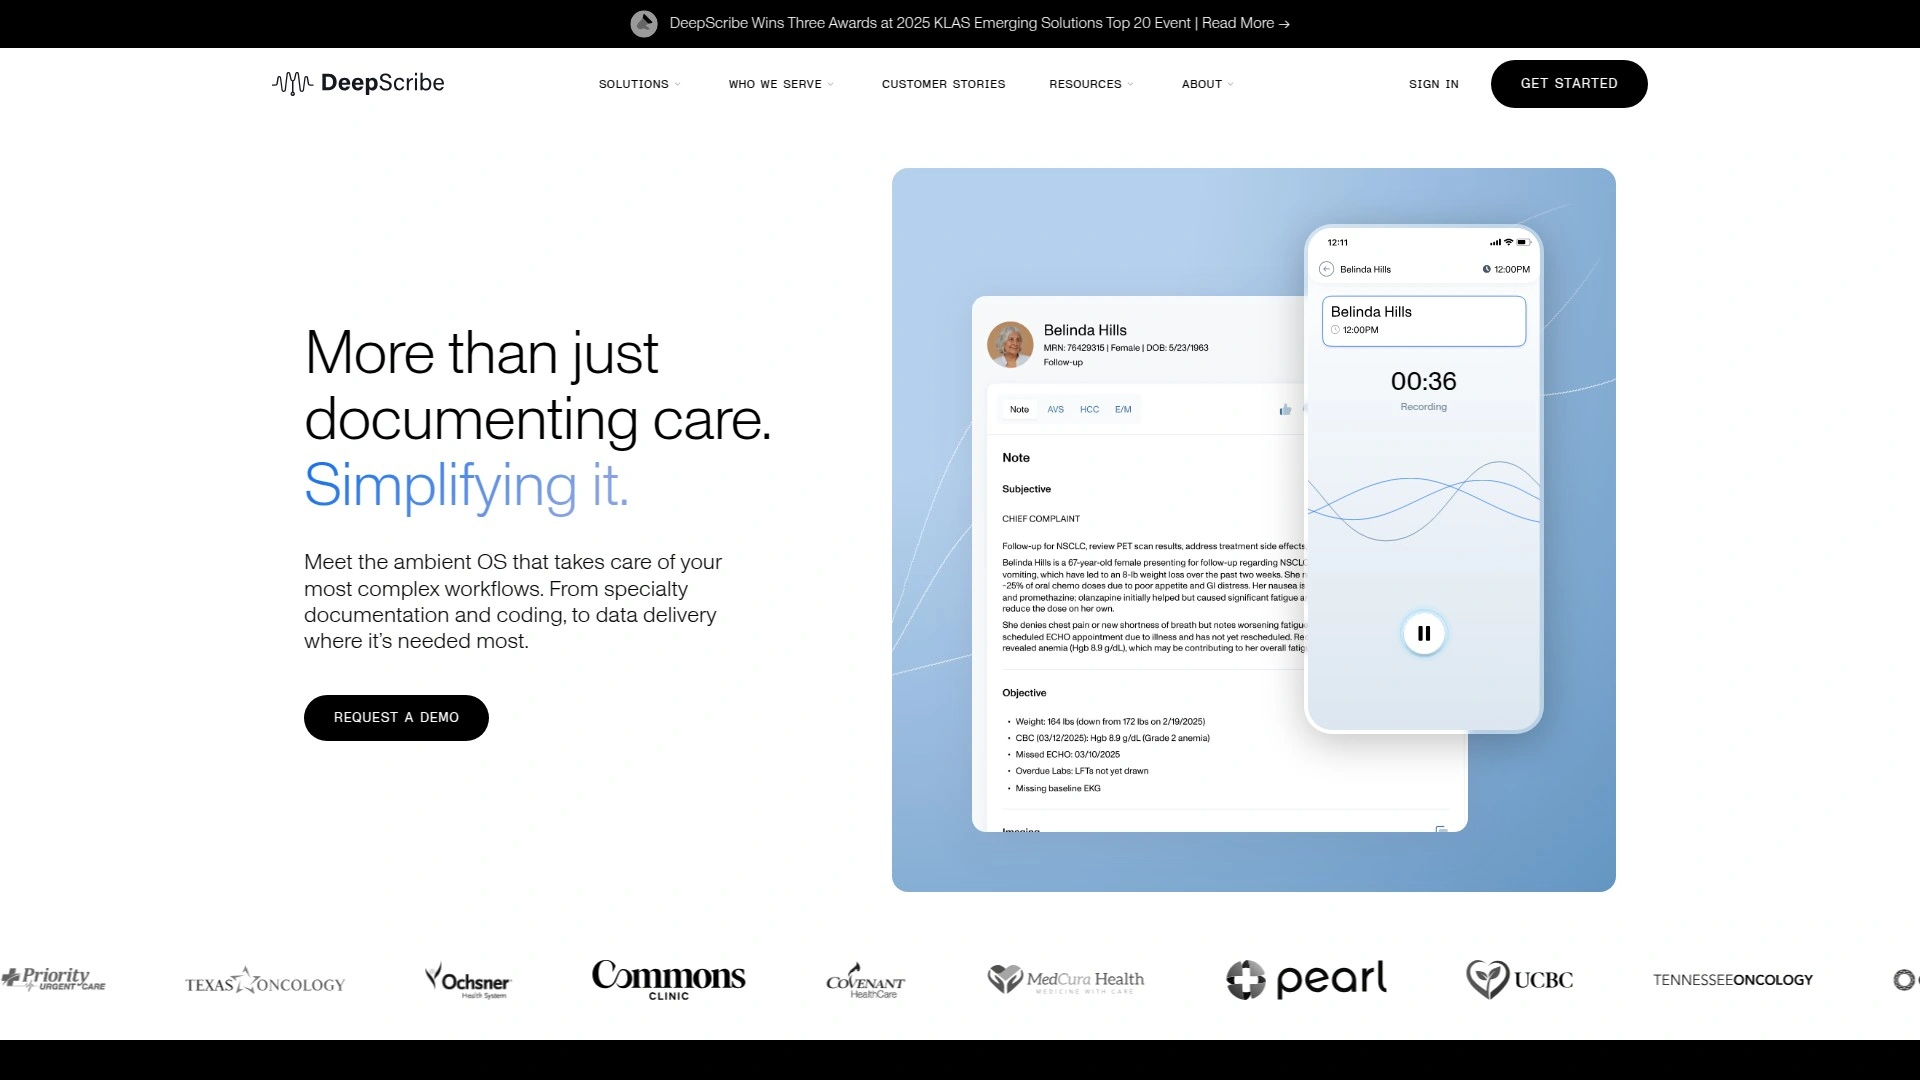 DeepScribe Wins Three Awards at 2025 KLAS Emerging Solutions Top 20 Event | Read More →
DeepScribe
SOLUTIONS
WHO WE SERVE
CUSTOMER STORIES
RESOURCES
ABOUT
SIGN IN
GET STARTED
More than just
documenting care.
Simplifying it.
Meet the ambient OS that takes care of your
most complex workflows. From specialty
documentation and coding, to data delivery
where it’s needed most.
REQUEST A DEMO
Belinda Hills
MRN: 76429315 | Female | DOB: 5/23/1963
Follow-up
Note AVS HCC E/M
Note
Subjective
CHIEF COMPLAINT
Follow-up for NSCLC, review PET scan results, address treatment side effects
Belinda Hills is a 67-year-old female presenting for follow-up regarding NSCLC
vomiting, which have led to an 8-lb weight loss over the past two weeks. She
~25% of oral chemo doses due to poor appetite and GI distress. Her nausea is
and promethazine; olanzapine initially helped but caused significant fatigue
reduce the dose on her own.
She denies chest pain or new shortness of breath but notes worsening fatigue
scheduled ECHO appointment due to illness and has not yet rescheduled.
revealed anemia (Hgb 8.9 g/dL), which may be contributing to her overall
Objective
• Weight: 164 lbs (down from 172 lbs on 2/19/2025)
• CBC (03/12/2025): Hgb 8.9 g/dL (Grade 2 anemia)
• Missed ECHO: 03/10/2025
• Overdue Labs: LFTs not yet drawn
• Missing baseline EKG
Imaging
12:11
Belinda Hills 12:00PM
Belinda Hills
12:00PM
00:36
Recording
Priority
URGENT CARE
TEXAS ONCOLOGY
Ochsner
Health System
Commons
CLINIC
COVENANT
HealthCare
MedCura Health
MEDICINE WITH CARE
pearl
UCBC
TENNESSEEONCOLOGY